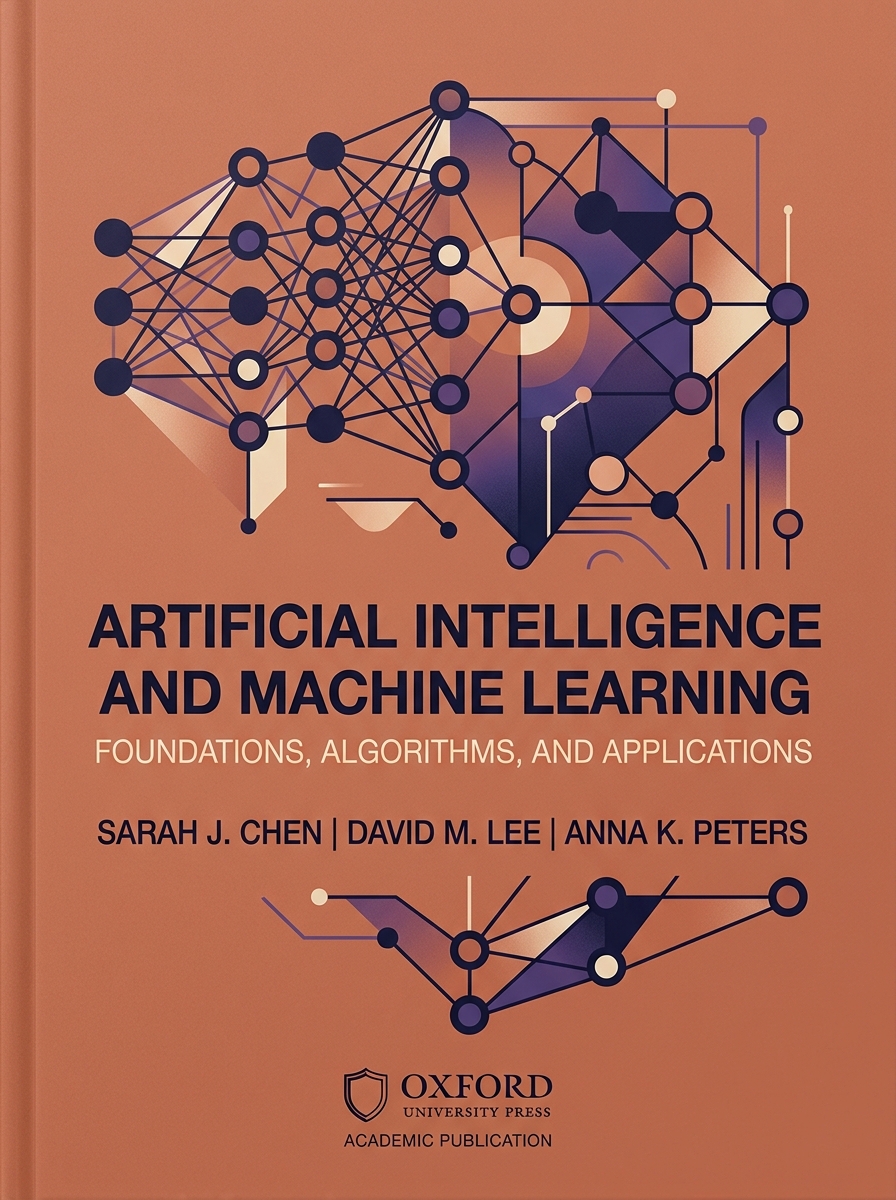 ARTIFICIAL INTELLIGENCE
AND MACHINE LEARNING
FOUNDATIONS, ALGORITHMS, AND APPLICATIONS
SARAH J. CHEN | DAVID M. LEE | ANNA K. PETERS
OXFORD
UNIVERSITY PRESS
ACADEMIC PUBLICATION